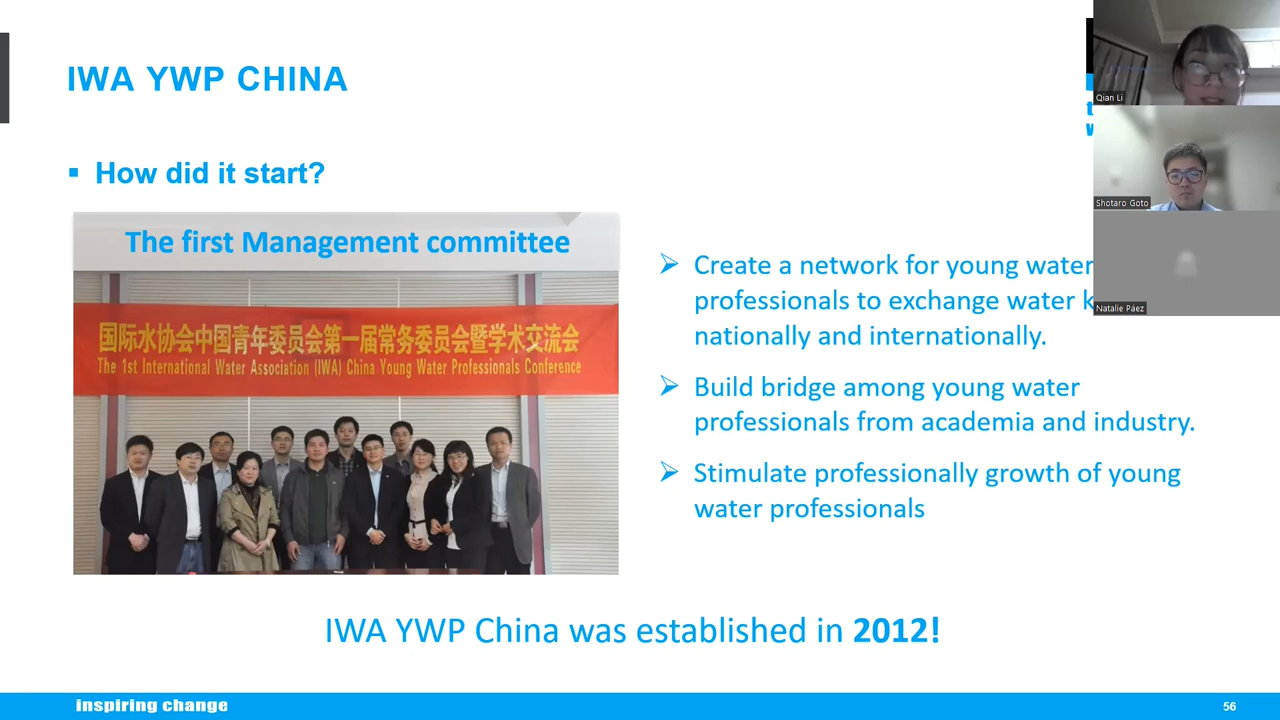 IWA YWP CHINA
▪ How did it start?
The first Management committee
国际水协会中国青年委员会第一届常务委员会暨学术交流会
The 1st International Water Association (IWA) China Young Water Professionals Conference
➢ Create a network for young water
professionals to exchange water
nationally and internationally.
➢ Build bridge among young water
professionals from academia and industry.
➢ Stimulate professionally growth of young
water professionals
IWA YWP China was established in 2012!
inspiring change
56
Qian Li
Shotaro Goto
Natalie Páez